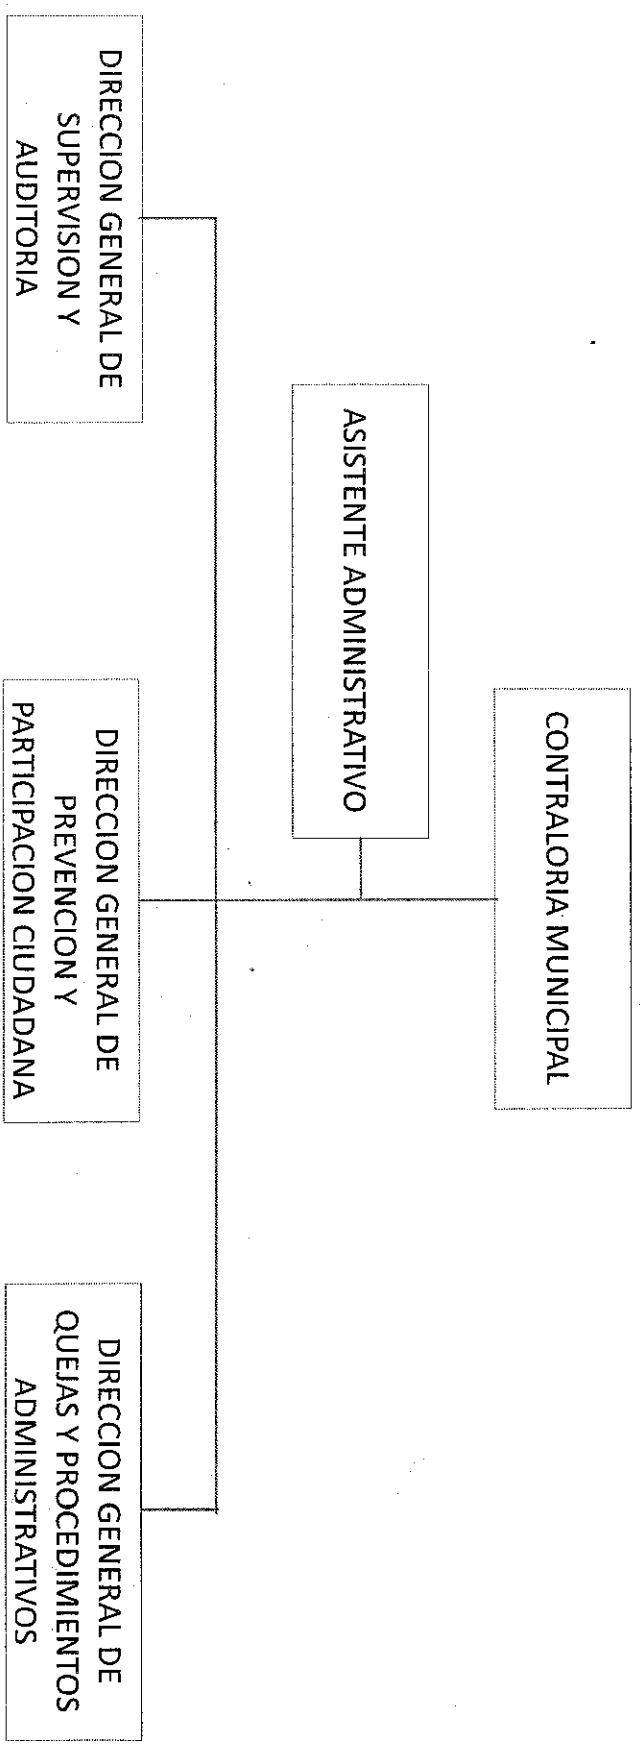 CONTRALORIA MUNICIPAL
ASISTENTE ADMINISTRATIVO
DIRECCION GENERAL DE
SUPERVISION Y
AUDITORIA
DIRECCION GENERAL DE
PREVENCION Y
PARTICIPACION CIUDADANA
DIRECCION GENERAL DE
QUEJAS Y PROCEDIMIENTOS
ADMINISTRATIVOS